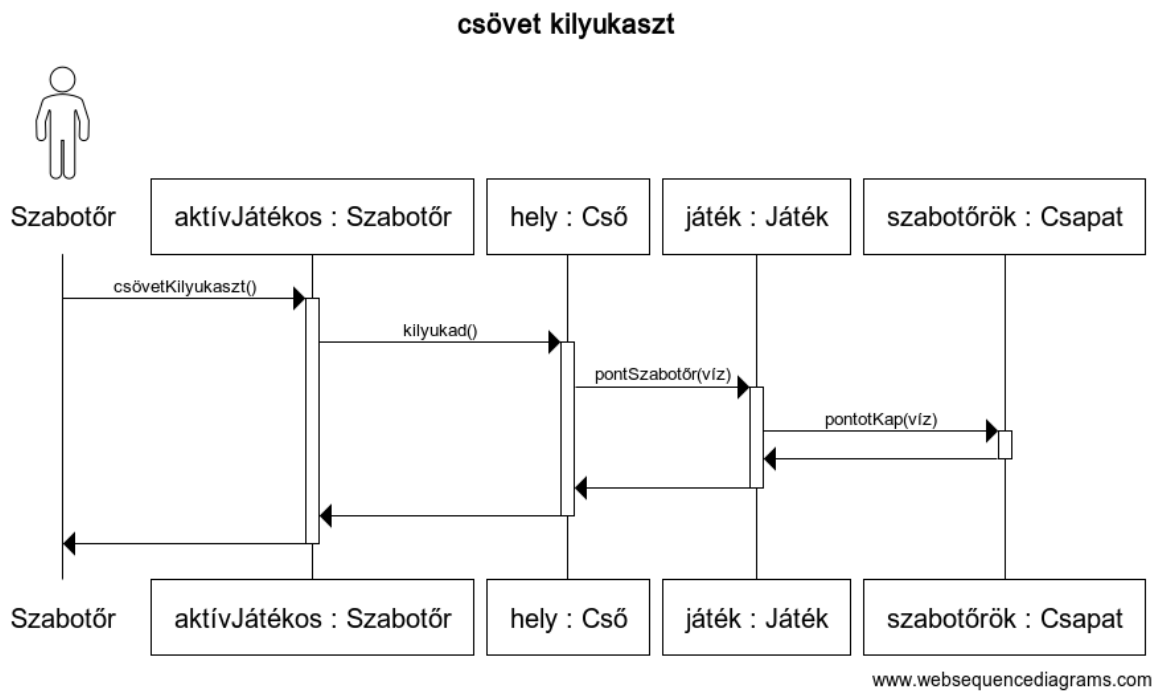 csövet kilyukaszt
Szabotőr
aktívJátékos : Szabotőr
hely : Cső
játék : Játék
szabotőrök : Csapat
csövetKilyukaszt()
kilyukad()
pontSzabotőr(víz)
pontotKap(víz)
Szabotőr
aktívJátékos : Szabotőr
hely : Cső
játék : Játék
szabotőrök : Csapat
www.websequencediagrams.com